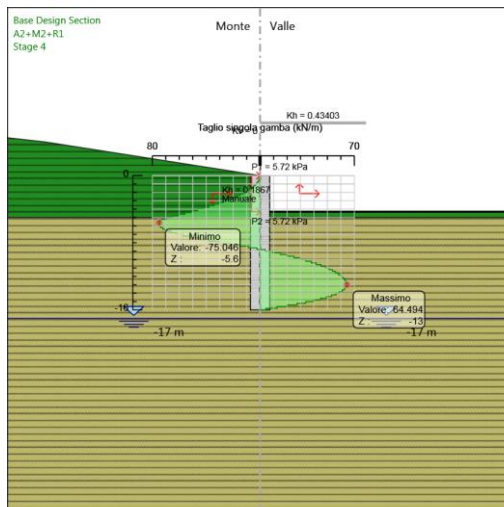 Base Design Section
A2+M2+R1
Stage 4
Monte Valle
Kh = 0.43403
Taglio singola gamba (kN/m)
80 70
P1 = 5.72 kPa
0
Kh = 0.1867
Manuale
P2 = 5.72 kPa
Minimo
Valore: -75.046
Z : -5.6
Massimo
Valore: 64.494
Z : -13
-16
-17 m -17 m